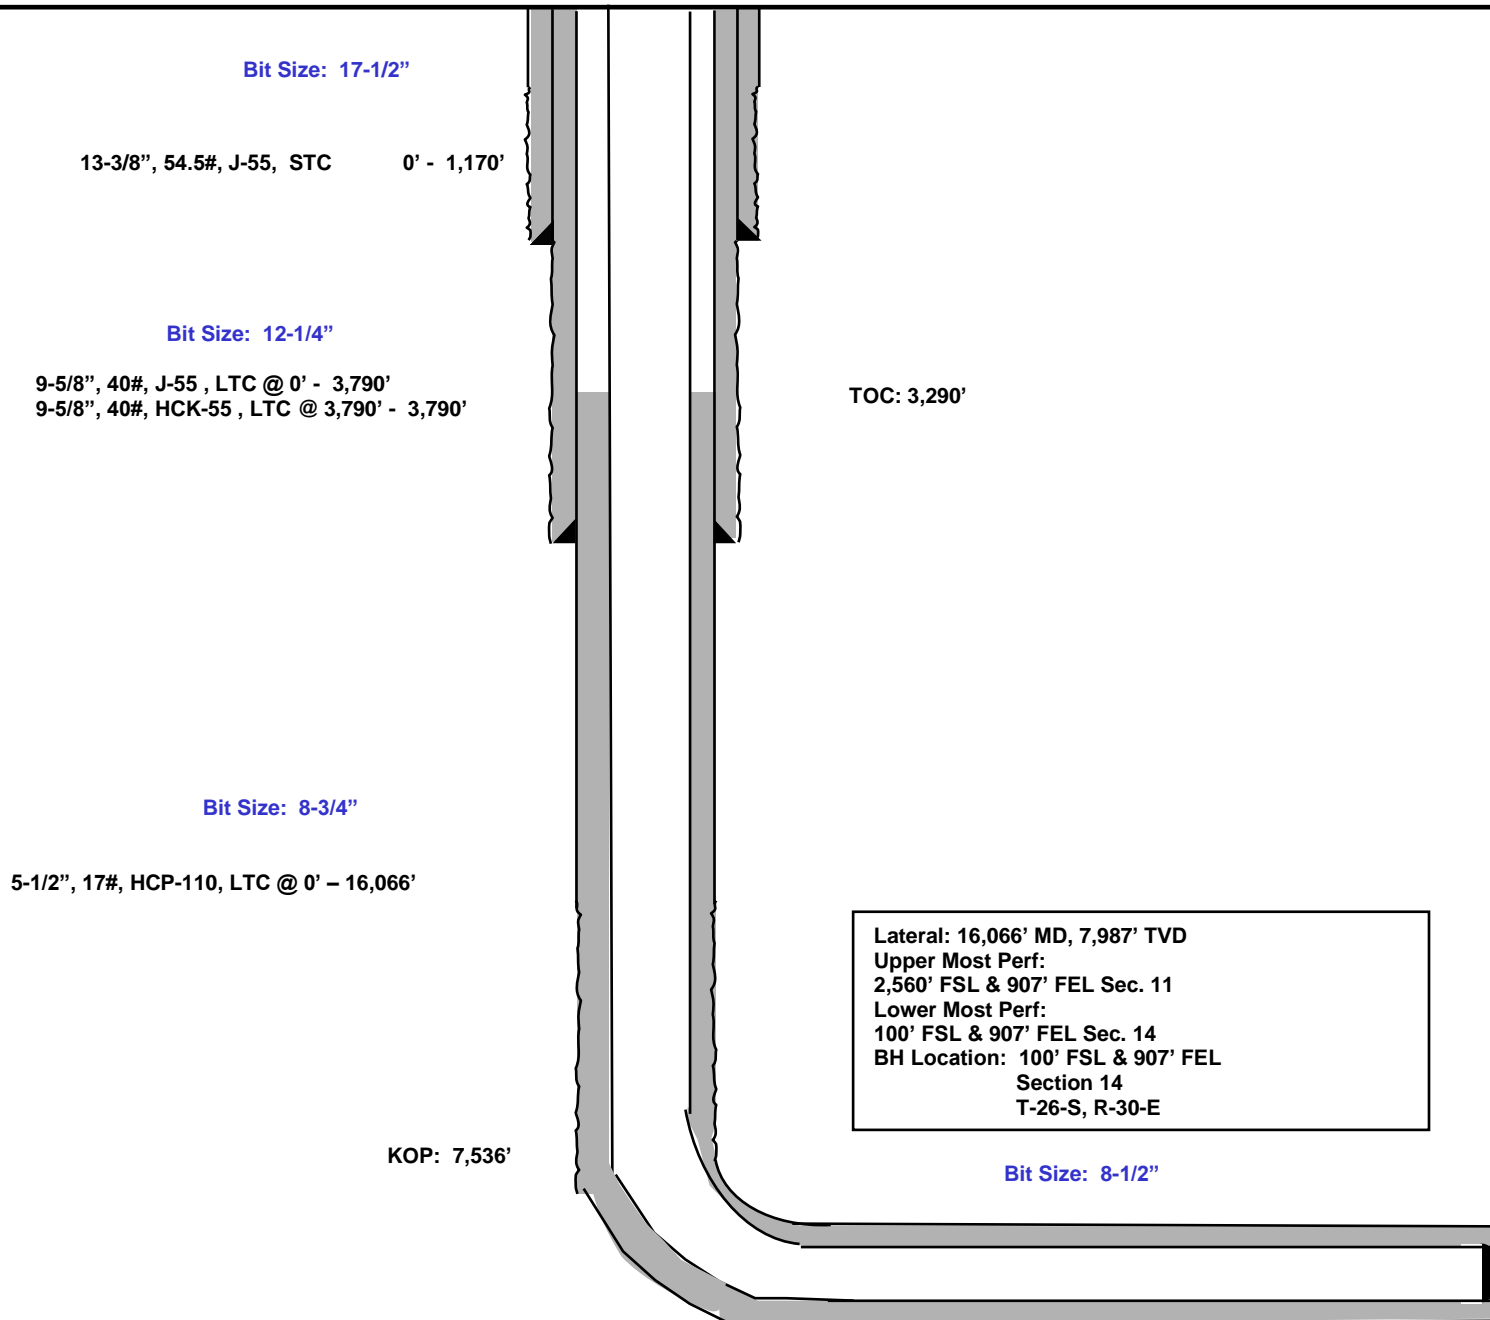 Bit Size: 17-1/2”
13-3/8”, 54.5#, J-55, STC 0’ - 1,170’
Bit Size: 12-1/4”
9-5/8”, 40#, J-55 , LTC @ 0’ - 3,790’
9-5/8”, 40#, HCK-55 , LTC @ 3,790’ - 3,790’
TOC: 3,290’
Bit Size: 8-3/4”
5-1/2”, 17#, HCP-110, LTC @ 0’ – 16,066’
Lateral: 16,066’ MD, 7,987’ TVD
Upper Most Perf:
2,560’ FSL & 907’ FEL Sec. 11
Lower Most Perf:
100’ FSL & 907’ FEL Sec. 14
BH Location: 100’ FSL & 907’ FEL
Section 14
T-26-S, R-30-E
KOP: 7,536’
Bit Size: 8-1/2”